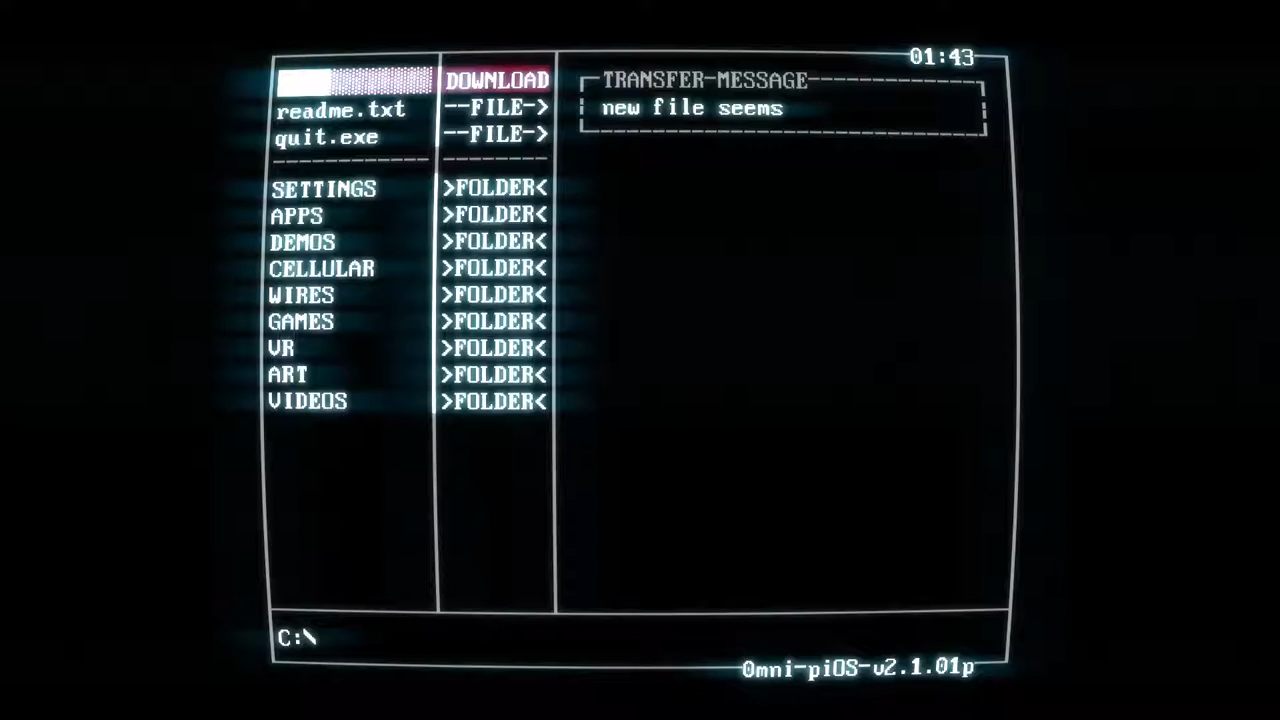 01:43
DOWNLOAD
readme.txt --FILE->
quit.exe --FILE->
SETTINGS >FOLDER<
APPS >FOLDER<
DEMOS >FOLDER<
CELLULAR >FOLDER<
WIRES >FOLDER<
GAMES >FOLDER<
VR >FOLDER<
ART >FOLDER<
VIDEOS >FOLDER<
TRANSFER-MESSAGE
new file seems
C:\
Omni-piOS-v2.1.01p